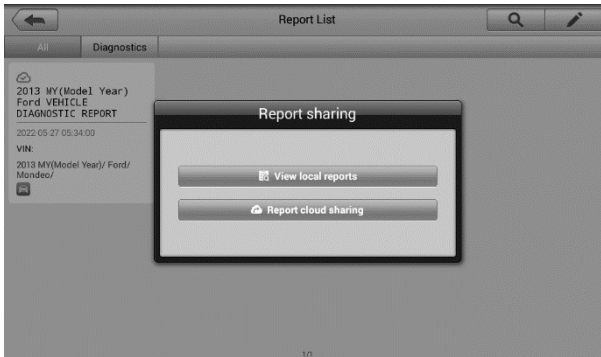 Report List
All
Diagnostics
2013 MY(Model Year)
Ford VEHICLE
DIAGNOSTIC REPORT
2022-05-27 05:34:00
VIN:
2013 MY(Model Year)/ Ford/
Mondeo/
Report sharing
View local reports
Report cloud sharing
1/1